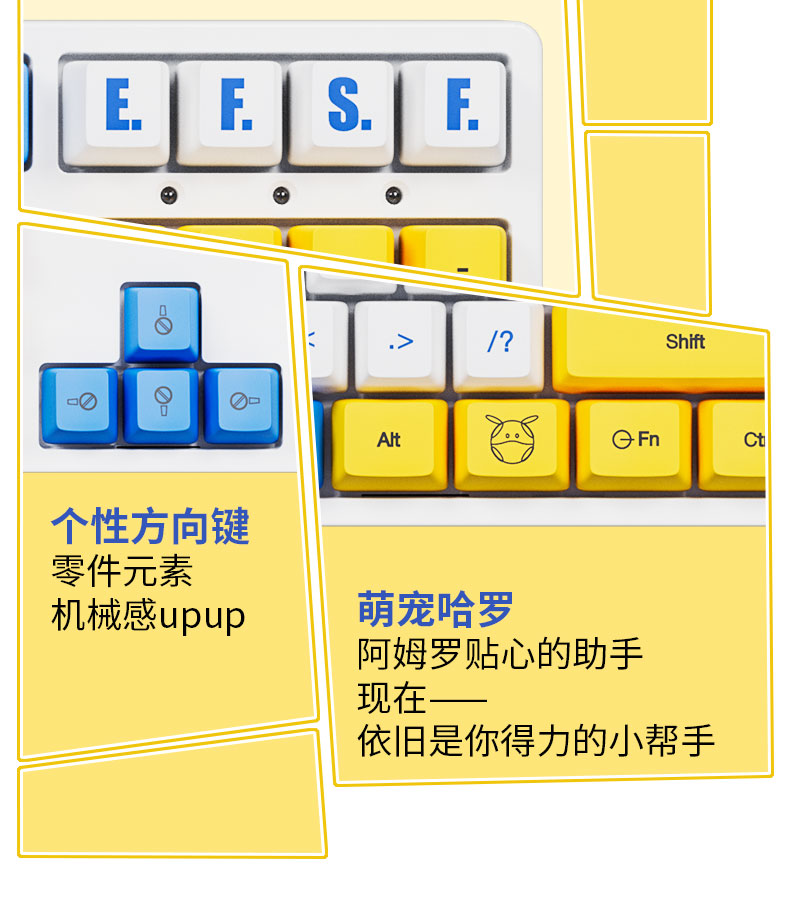 E. F. S. F.
-
< .> /? Shift
Alt Fn
个性方向键
零件元素
机械感upup
萌宠哈罗
阿姆罗贴心的助手
现在——
依旧是你得力的小帮手